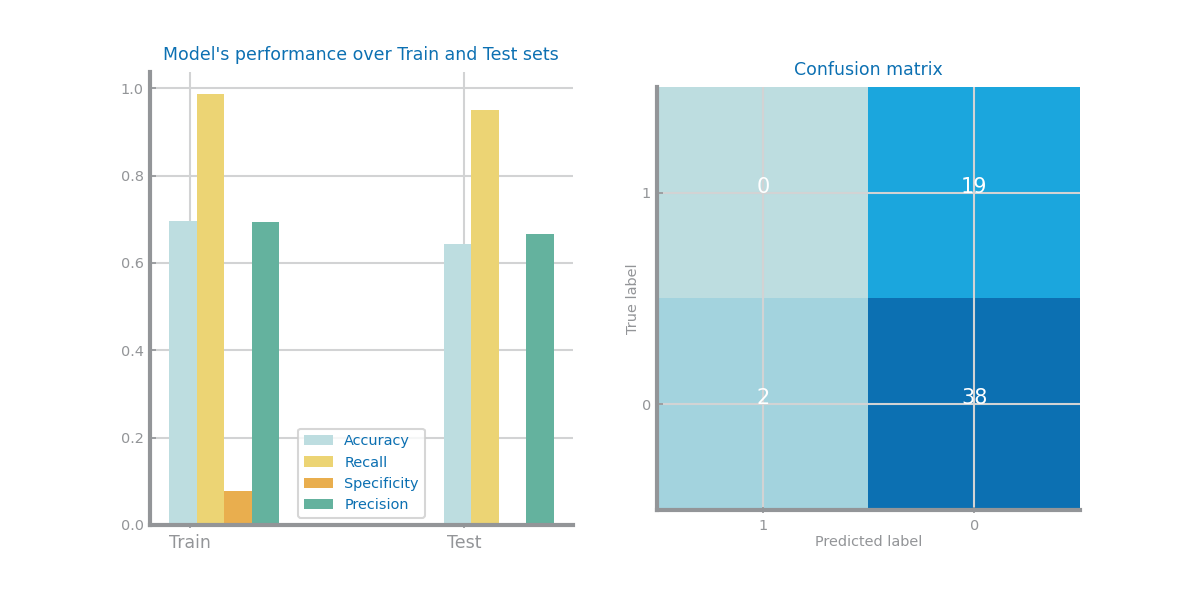 Model's performance over Train and Test sets
1.0
0.8
0.6
0.4
0.2
0.0
Accuracy
Recall
Specificity
Precision
Train
Test
Confusion matrix
True label
1
0
0
19
2
38
1
0
Predicted label